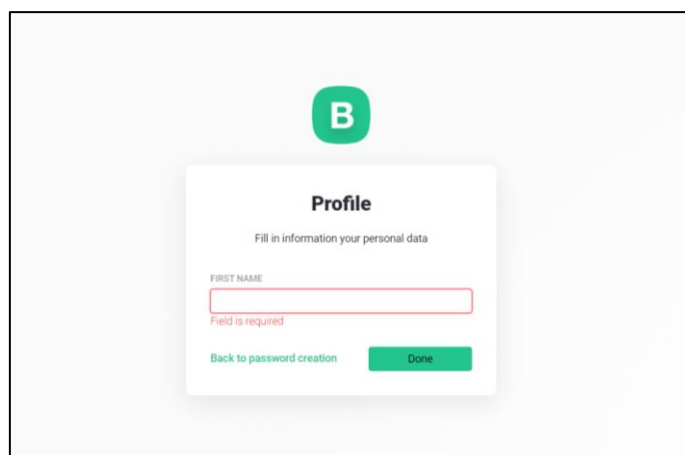 B
Profile
Fill in information your personal data
FIRST NAME
Field is required
Back to password creation
Done